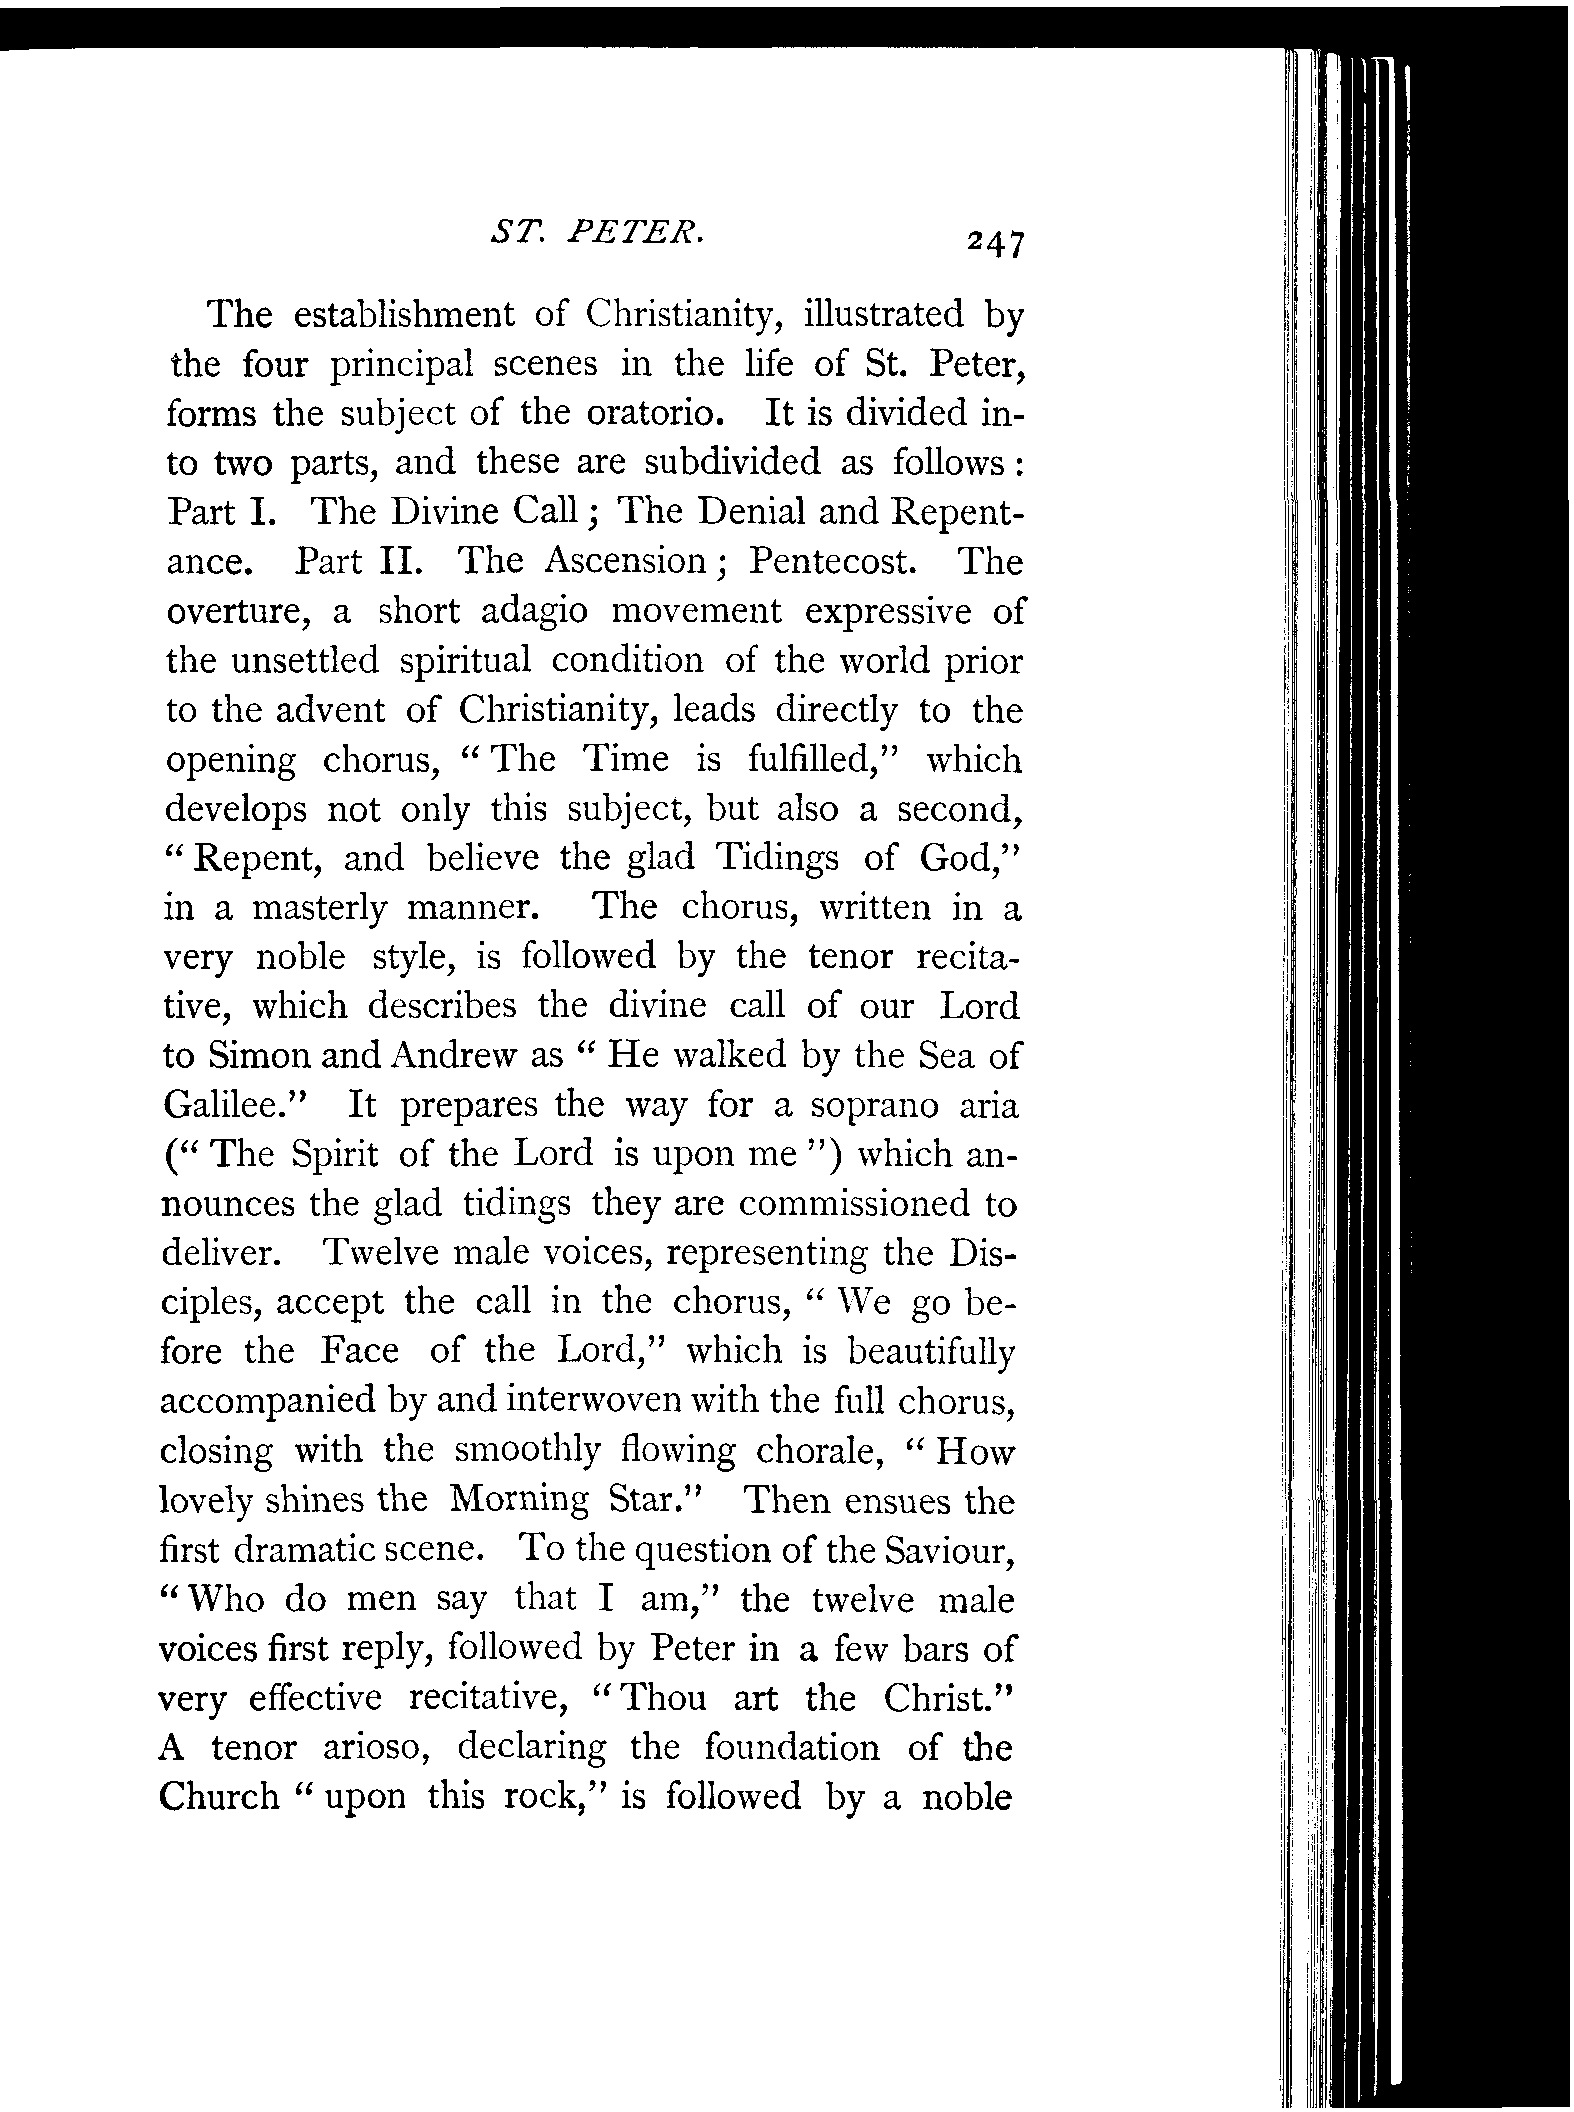 ST. PETER. 247
The establishment of Christianity, illustrated by
the four principal scenes in the life of St. Peter,
forms the subject of the oratorio. It is divided in-
to two parts, and these are subdivided as follows :
Part I. The Divine Call ; The Denial and Repent-
ance. Part II. The Ascension ; Pentecost. The
overture, a short adagio movement expressive of
the unsettled spiritual condition of the world prior
to the advent of Christianity, leads directly to the
opening chorus, “ The Time is fulfilled,” which
develops not only this subject, but also a second,
“ Repent, and believe the glad Tidings of God,”
in a masterly manner. The chorus, written in a
very noble style, is followed by the tenor recita-
tive, which describes the divine call of our Lord
to Simon and Andrew as “ He walked by the Sea of
Galilee.” It prepares the way for a soprano aria
(“ The Spirit of the Lord is upon me ”) which an-
nounces the glad tidings they are commissioned to
deliver. Twelve male voices, representing the Dis-
ciples, accept the call in the chorus, “ We go be-
fore the Face of the Lord,” which is beautifully
accompanied by and interwoven with the full chorus,
closing with the smoothly flowing chorale, “ How
lovely shines the Morning Star.” Then ensues the
first dramatic scene. To the question of the Saviour,
“ Who do men say that I am,” the twelve male
voices first reply, followed by Peter in a few bars of
very effective recitative, “ Thou art the Christ.”
A tenor arioso, declaring the foundation of the
Church “ upon this rock,” is followed by a noble